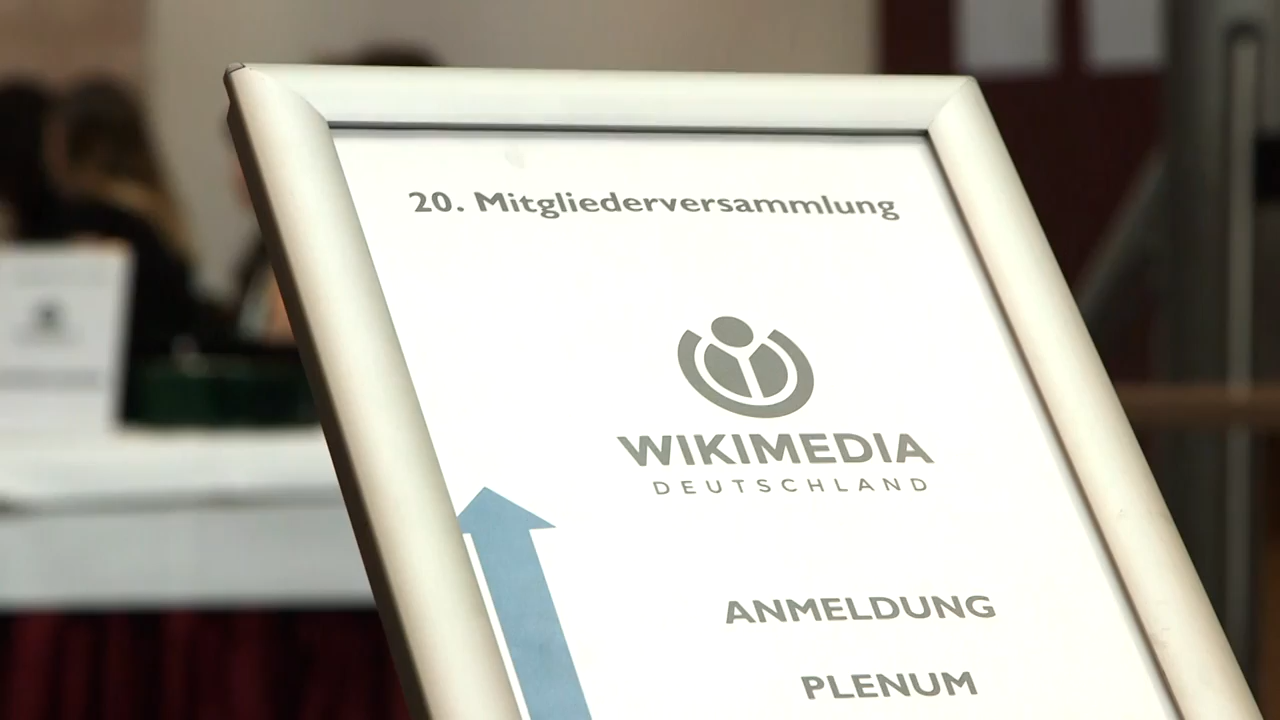 20. Mitgliederversammlung
WIKIMEDIA
DEUTSCHLAND
ANMELDUNG
PLENUM